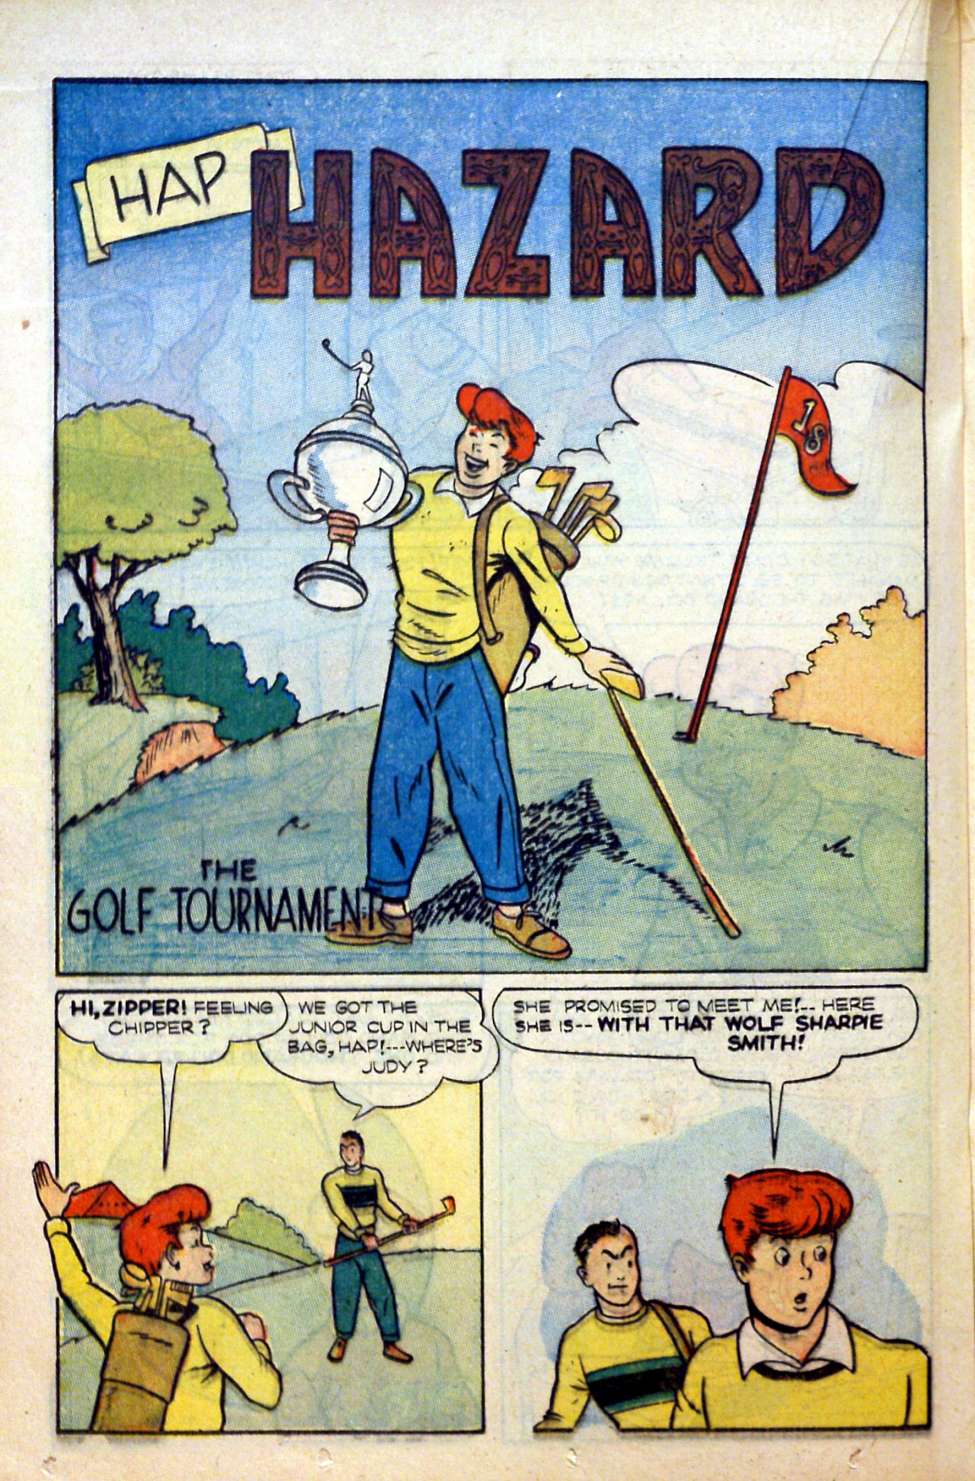 HAP
HAZARD
18
THE
GOLF TOURNAMENT
HI, ZIPPER! FEELING
CHIPPER?
WE GOT THE
JUNIOR CUP IN THE
BAG, HAP!---WHERE'S
JUDY?
SHE PROMISED TO MEET ME!-- HERE
SHE IS-- WITH THAT WOLF SHARPIE
SMITH!